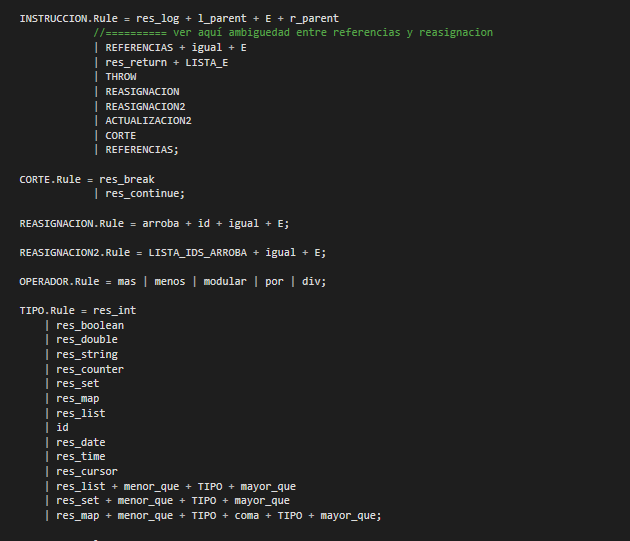 INSTRUCCION.Rule = res_log + l_parent + E + r_parent
//========== ver aquí ambiguedad entre referencias y reasignacion
| REFERENCIAS + igual + E
| res_return + LISTA_E
| THROW
| REASIGNACION
| REASIGNACION2
| ACTUALIZACION2
| CORTE
| REFERENCIAS;
CORTE.Rule = res_break
| res_continue;
REASIGNACION.Rule = arroba + id + igual + E;
REASIGNACION2.Rule = LISTA_IDS_ARROBA + igual + E;
OPERADOR.Rule = mas | menos | modular | por | div;
TIPO.Rule = res_int
| res_boolean
| res_double
| res_string
| res_counter
| res_set
| res_map
| res_list
| id
| res_date
| res_time
| res_cursor
| res_list + menor_que + TIPO + mayor_que
| res_set + menor_que + TIPO + mayor_que
| res_map + menor_que + TIPO + coma + TIPO + mayor_que;